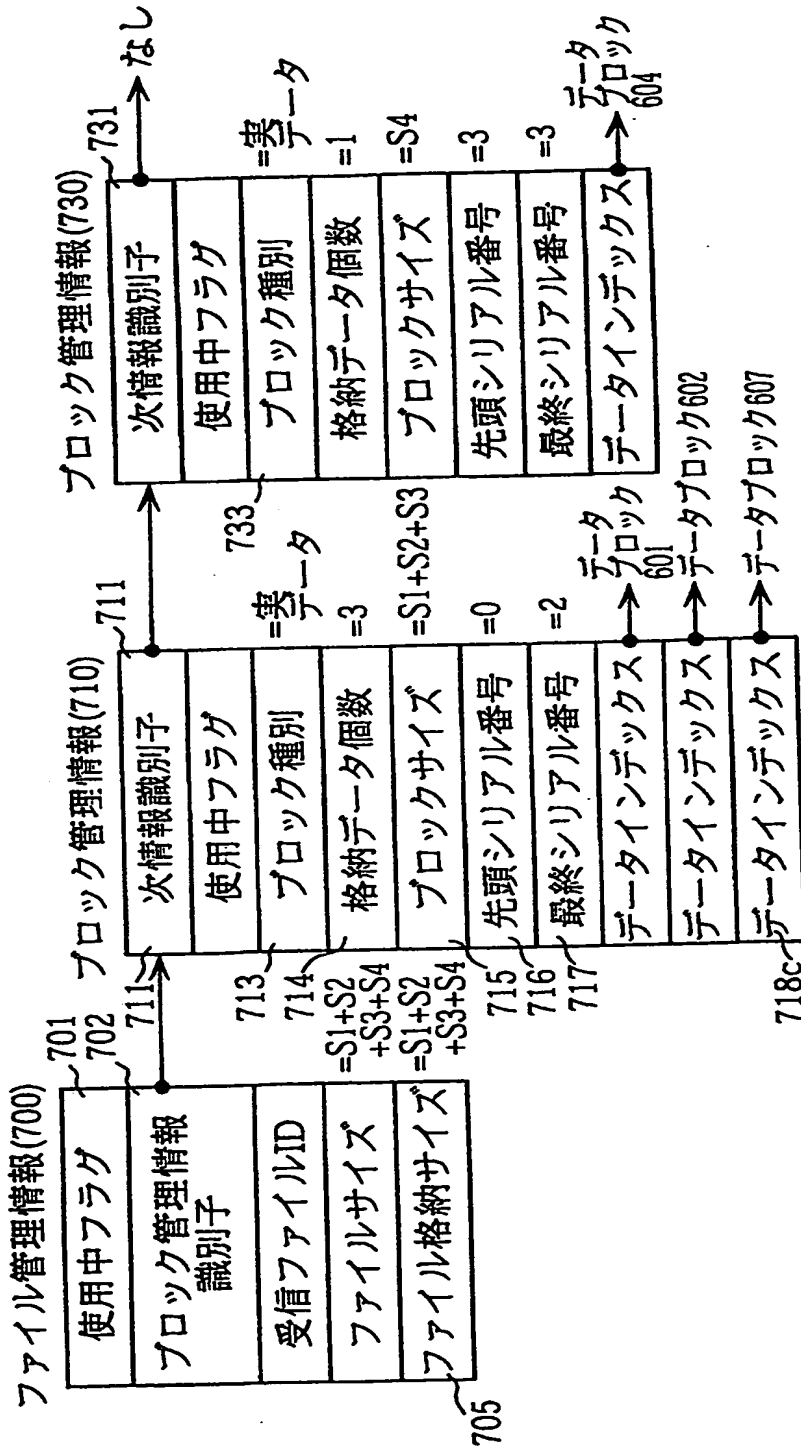 ファイル管理情報(700)
701
使用中フラグ
702
ブロック管理情報
識別子
受信ファイルID
ファイルサイズ
=S1+S2
+S3+S4
ファイル格納サイズ
=S1+S2
+S3+S4
705
ブロック管理情報(710)
711
711
次情報識別子
使用中フラグ
713
ブロック種別
=実
データ
714
格納データ個数
=3
715
ブロックサイズ
=S1+S2+S3
716
先頭シリアル番号
=0
717
最終シリアル番号
=2
データインデックス
データ
ブロック
601
データインデックス
データブロック602
718c
データインデックス
データブロック607
ブロック管理情報(730)
731
次情報識別子
なし
使用中フラグ
733
ブロック種別
=実
データ
格納データ個数
=1
ブロックサイズ
=S4
先頭シリアル番号
=3
最終シリアル番号
=3
データインデックス
データ
ブロック
604